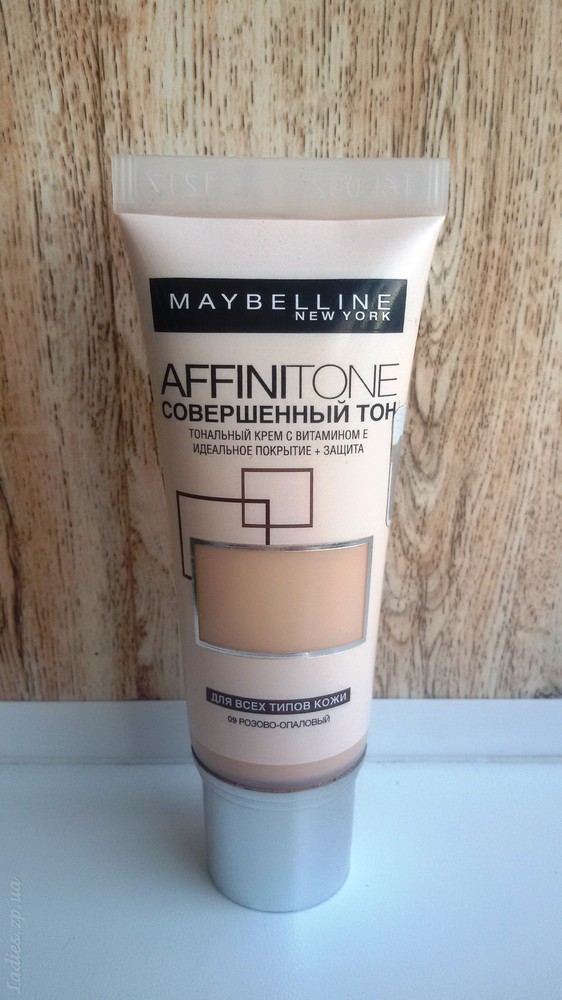 MAYBELLINE
NEW YORK
AFFINITONE
СОВЕРШЕННЫЙ ТОН
ТОНАЛЬНЫЙ КРЕМ С ВИТАМИНОМ Е
ИДЕАЛЬНОЕ ПОКРЫТИЕ + ЗАЩИТА
ДЛЯ ВСЕХ ТИПОВ КОЖИ
09 РОЗОВО-ОПАЛОВЫЙ
Ladies.zp.ua